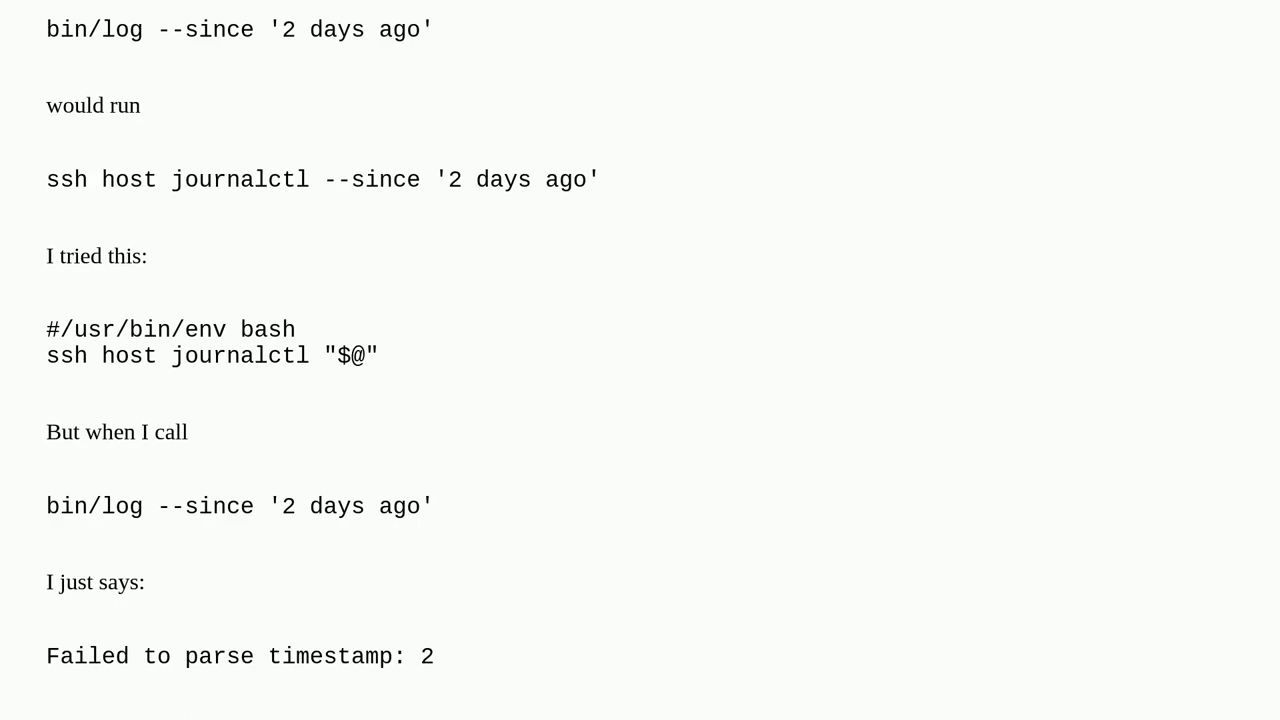 bin/log --since '2 days ago'
would run
ssh host journalctl --since '2 days ago'
I tried this:
#/usr/bin/env bash
ssh host journalctl "$@"
But when I call
bin/log --since '2 days ago'
I just says:
Failed to parse timestamp: 2